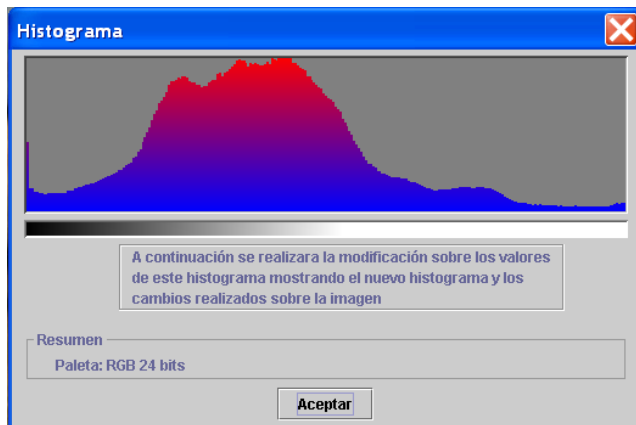 Histograma
A continuación se realizara la modificación sobre los valores
de este histograma mostrando el nuevo histograma y los
cambios realizados sobre la imagen
Resumen
Paleta: RGB 24 bits
Aceptar